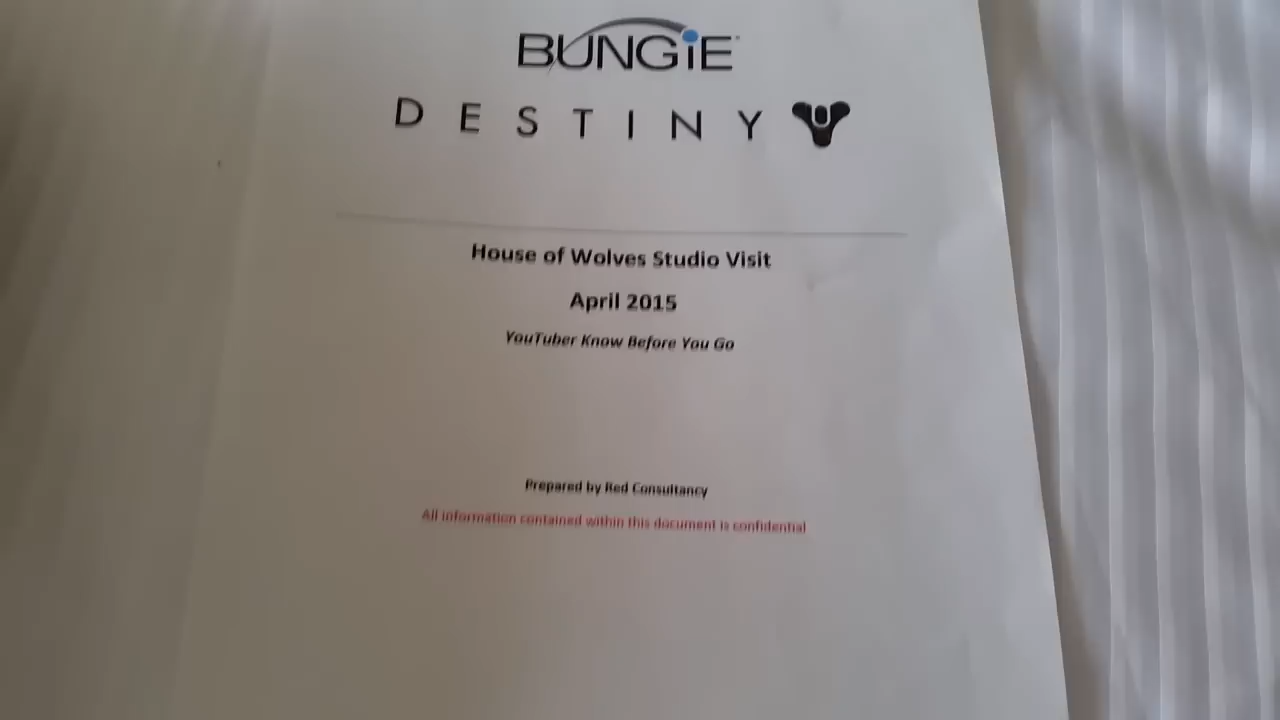 BUNGiE
DESTINY
House of Wolves Studio Visit
April 2015
YouTuber Know Before You Go
Prepared by Red Consultancy
All information contained within this document is confidential